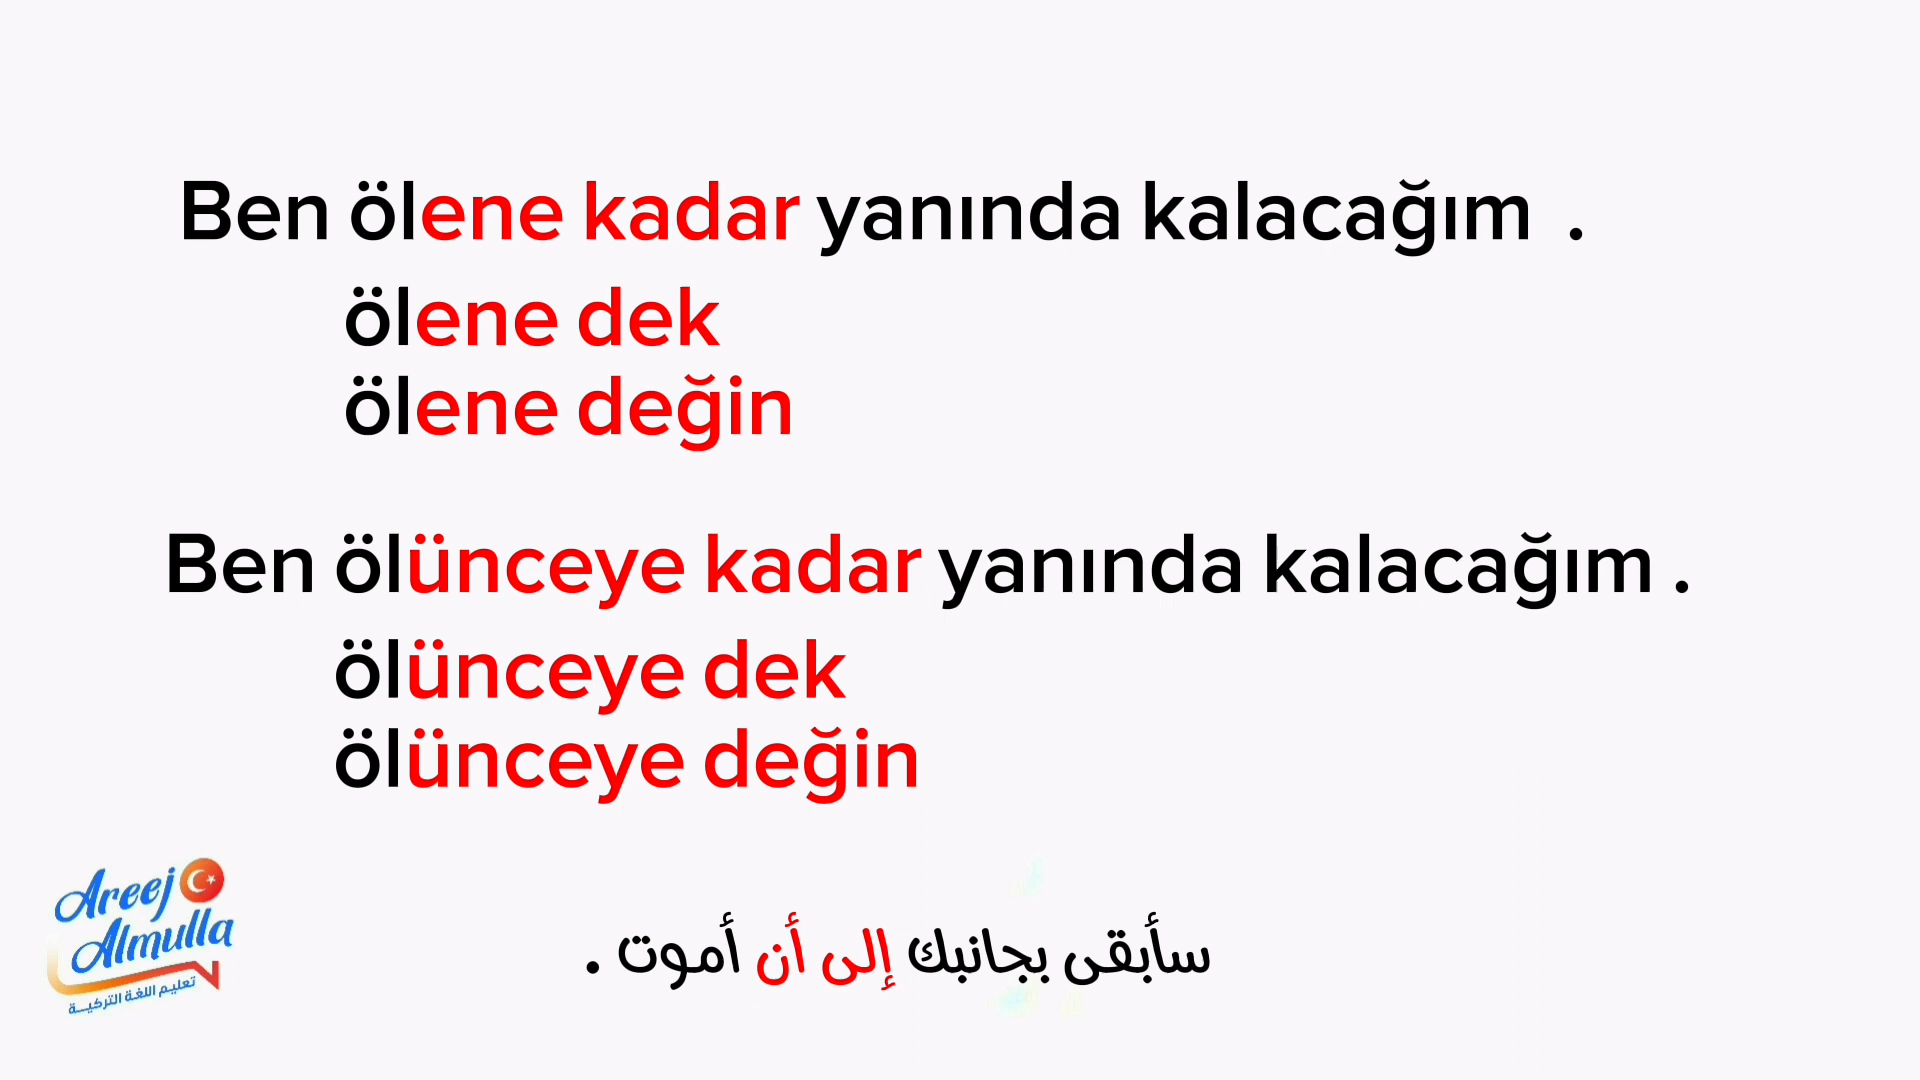 Ben ölene kadar yanında kalacağım .
ölene dek
ölene değin
Ben ölünceye kadar yanında kalacağım .
ölünceye dek
ölünceye değin
سأبقى بجانبك إلى أن أموت .
Areej
Almulla
تعليم اللغة التركيــة